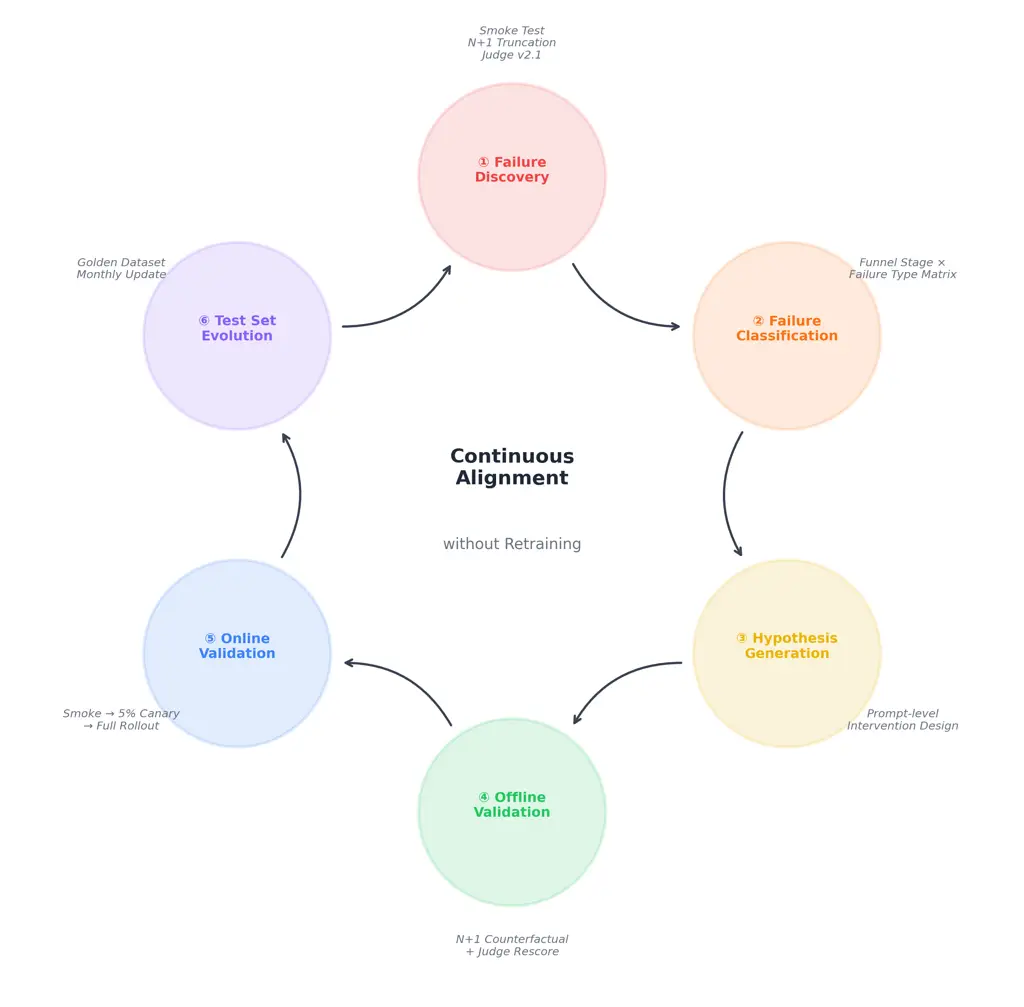 Smoke Test
N+1 Truncation
Judge v2.1
① Failure
Discovery
Golden Dataset
Monthly Update
Funnel Stage ×
Failure Type Matrix
⑥ Test Set
Evolution
② Failure
Classification
Continuous
Alignment
without Retraining
⑤ Online
Validation
③ Hypothesis
Generation
Smoke → 5% Canary
→ Full Rollout
Prompt-level
Intervention Design
④ Offline
Validation
N+1 Counterfactual
+ Judge Rescore